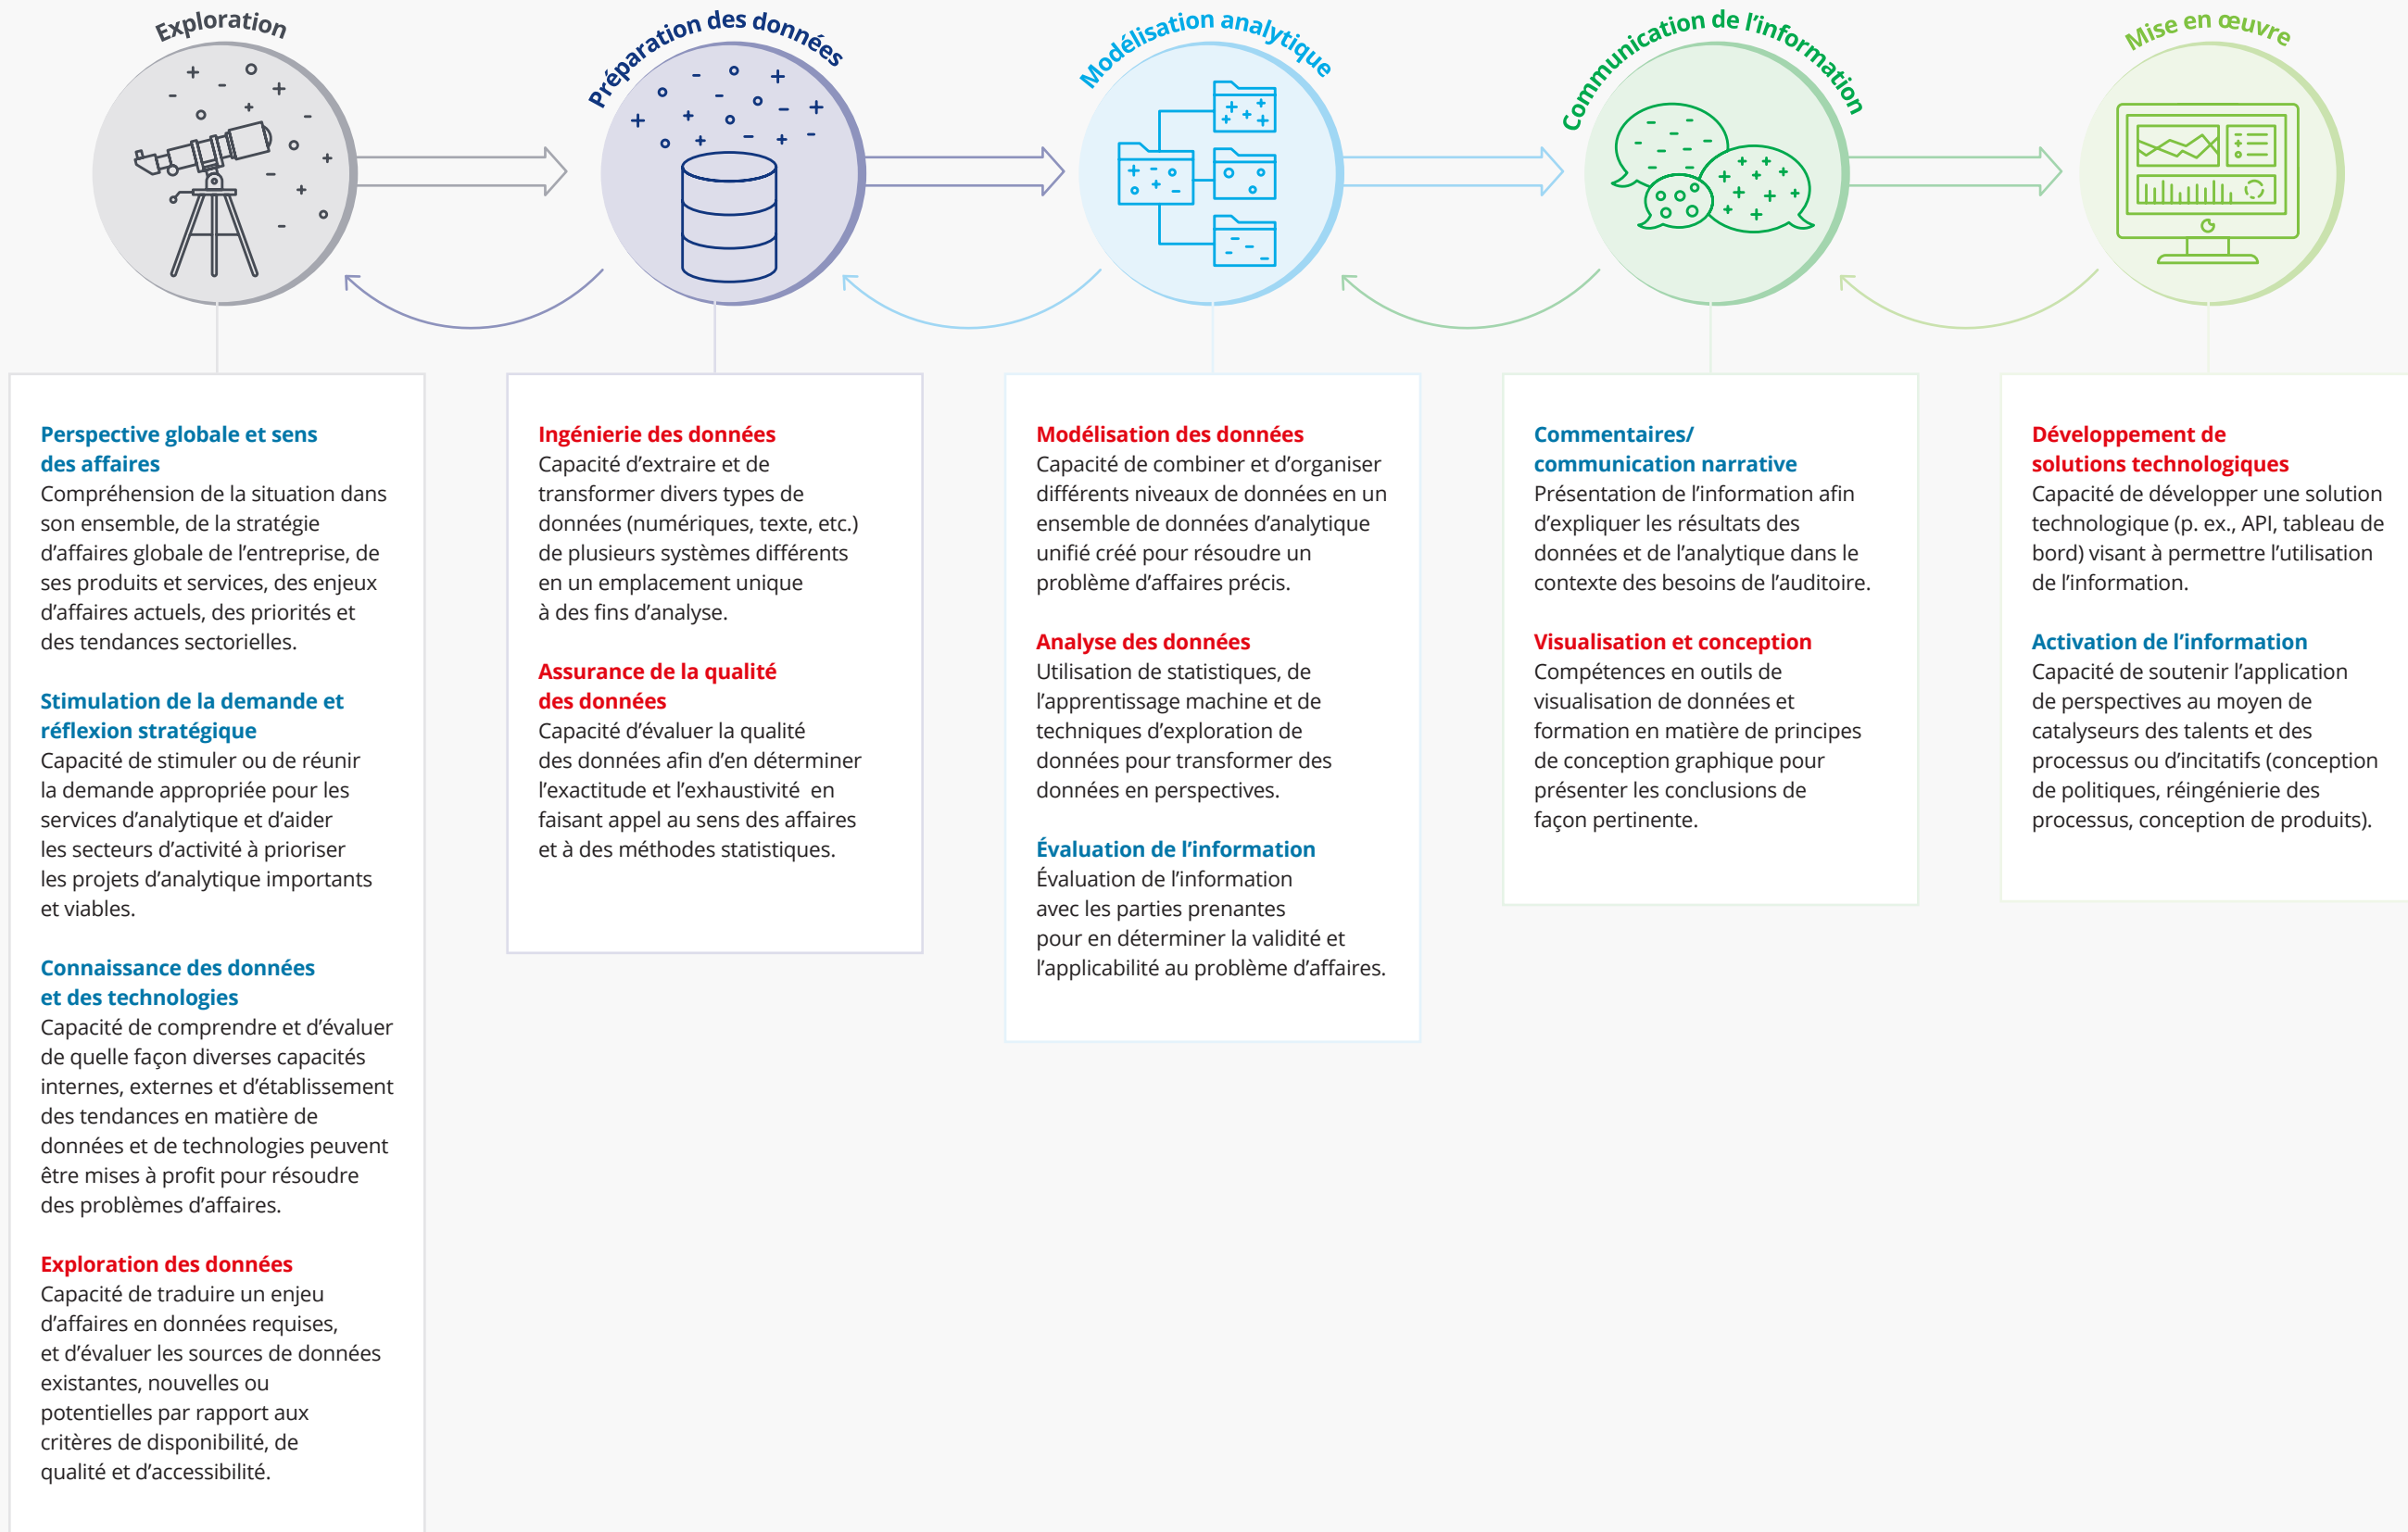 Exploration
Préparation des données
Modélisation analytique
Communication de l’information
Mise en œuvre
Perspective globale et sens
des affaires
Compréhension de la situation dans
son ensemble, de la stratégie
d’affaires globale de l’entreprise, de
ses produits et services, des enjeux
d’affaires actuels, des priorités et
des tendances sectorielles.
Stimulation de la demande et
réflexion stratégique
Capacité de stimuler ou de réunir
la demande appropriée pour les
services d’analytique et d’aider
les secteurs d’activité à prioriser
les projets d’analytique importants
et viables.
Connaissance des données
et des technologies
Capacité de comprendre et d’évaluer
de quelle façon diverses capacités
internes, externes et d’établissement
des tendances en matière de
données et de technologies peuvent
être mises à profit pour résoudre
des problèmes d’affaires.
Exploration des données
Capacité de traduire un enjeu
d’affaires en données requises,
et d’évaluer les sources de données
existantes, nouvelles ou
potentielles par rapport aux
critères de disponibilité, de
qualité et d’accessibilité.
Ingénierie des données
Capacité d’extraire et de
transformer divers types de
données (numériques, texte, etc.)
de plusieurs systèmes différents
en un emplacement unique
à des fins d’analyse.
Assurance de la qualité
des données
Capacité d’évaluer la qualité
des données afin d’en déterminer
l’exactitude et l’exhaustivité en
faisant appel au sens des affaires
et à des méthodes statistiques.
Modélisation des données
Capacité de combiner et d’organiser
différents niveaux de données en un
ensemble de données d’analytique
unifié créé pour résoudre un
problème d’affaires précis.
Analyse des données
Utilisation de statistiques, de
l’apprentissage machine et de
techniques d’exploration de
données pour transformer des
données en perspectives.
Évaluation de l’information
Évaluation de l’information
avec les parties prenantes
pour en déterminer la validité et
l’applicabilité au problème d’affaires.
Commentaires/
communication narrative
Présentation de l’information afin
d’expliquer les résultats des
données et de l’analytique dans le
contexte des besoins de l’auditoire.
Visualisation et conception
Compétences en outils de
visualisation de données et
formation en matière de principes
de conception graphique pour
présenter les conclusions de
façon pertinente.
Développement de
solutions technologiques
Capacité de développer une solution
technologique (p. ex., API, tableau de
bord) visant à permettre l’utilisation
de l’information.
Activation de l’information
Capacité de soutenir l’application
de perspectives au moyen de
catalyseurs des talents et des
processus ou d’incitatifs (conception
de politiques, réingénierie des
processus, conception de produits).